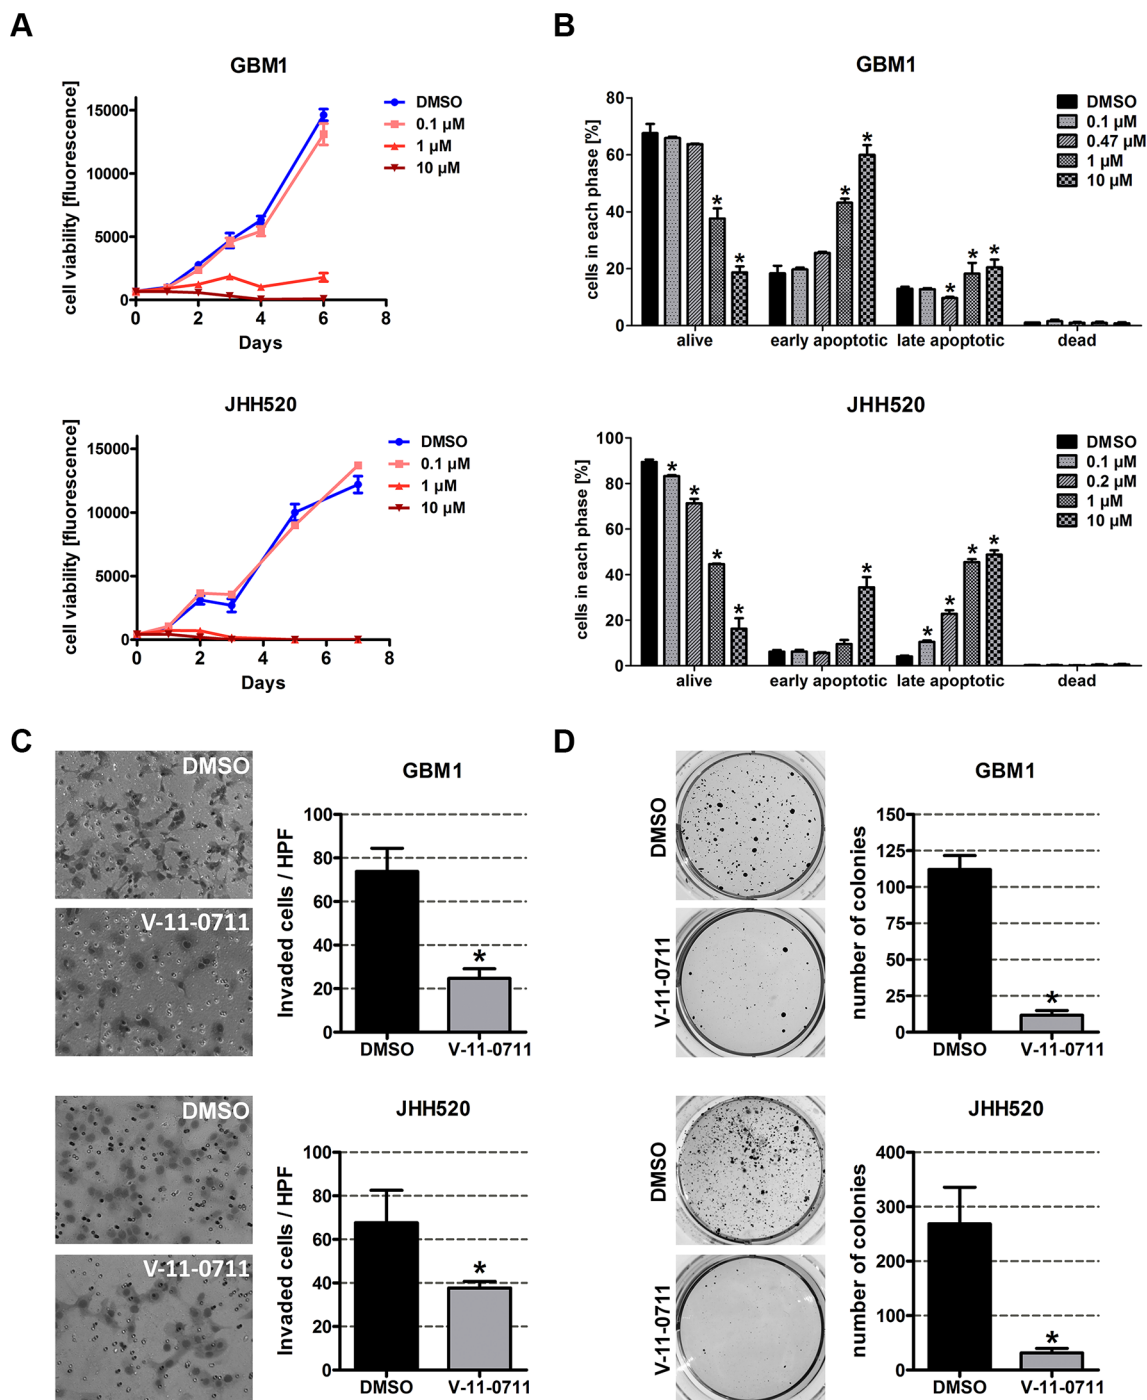 A
GBM1
cell viability [fluorescence]
15000
10000
5000
0
0 2 4 6 8
Days
DMSO
0.1 µM
1 µM
10 µM
JHH520
cell viability [fluorescence]
15000
10000
5000
0
0 2 4 6 8
Days
DMSO
0.1 µM
1 µM
10 µM
B
GBM1
cells in each phase [%]
80
60
40
20
0
* * * * * * *
alive early apoptotic late apoptotic dead
DMSO
0.1 µM
0.47 µM
1 µM
10 µM
JHH520
cells in each phase [%]
100
80
60
40
20
0
* * * * * * * * *
alive early apoptotic late apoptotic dead
DMSO
0.1 µM
0.2 µM
1 µM
10 µM
C
DMSO
V-11-0711
GBM1
Invaded cells / HPF
100
80
60
40
20
0
*
DMSO V-11-0711
DMSO
V-11-0711
JHH520
Invaded cells / HPF
100
80
60
40
20
0
*
DMSO V-11-0711
D
DMSO
V-11-0711
GBM1
number of colonies
150
125
100
75
50
25
0
*
DMSO V-11-0711
DMSO
V-11-0711
JHH520
number of colonies
400
300
200
100
0
*
DMSO V-11-0711